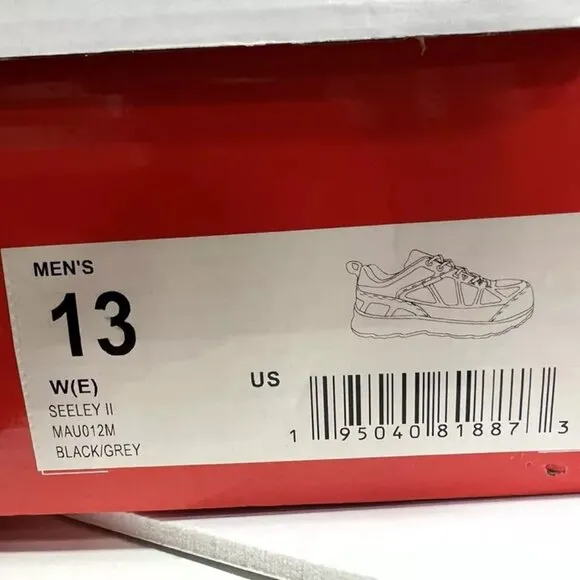 MEN'S
13
W(E)
SEELEY II
MAU012M
BLACK/GREY
US
1 95040 81887 3